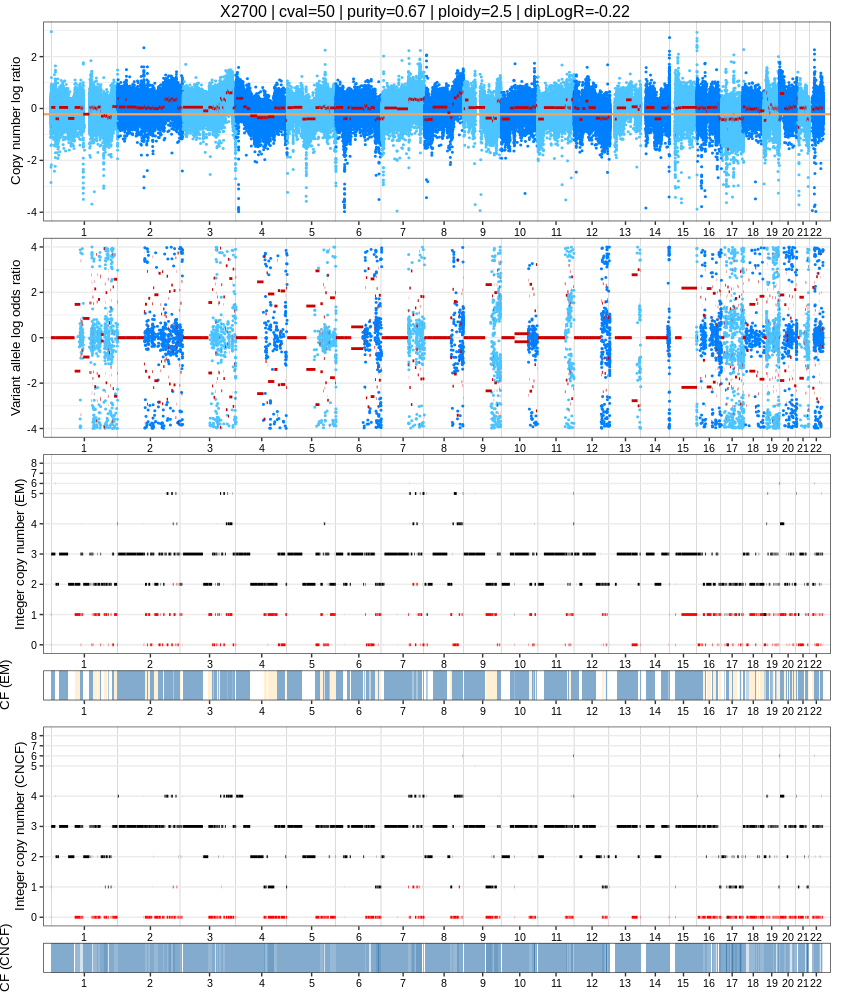 X2700 | cval=50 | purity=0.67 | ploidy=2.5 | dipLogR=-0.22
Copy number log ratio
2
0
-2
-4
1 2 3 4 5 6 7 8 9 10 11 12 13 14 15 16 17 18 19 20 21 22
Variant allele log odds ratio
4
2
0
-2
-4
1 2 3 4 5 6 7 8 9 10 11 12 13 14 15 16 17 18 19 20 21 22
Integer copy number (EM)
8
7
6
5
4
3
2
1
0
1 2 3 4 5 6 7 8 9 10 11 12 13 14 15 16 17 18 19 20 21 22
CF (EM)
1 2 3 4 5 6 7 8 9 10 11 12 13 14 15 16 17 18 19 20 21 22
Integer copy number (CNCF)
8
7
6
5
4
3
2
1
0
1 2 3 4 5 6 7 8 9 10 11 12 13 14 15 16 17 18 19 20 21 22
CF (CNCF)
1 2 3 4 5 6 7 8 9 10 11 12 13 14 15 16 17 18 19 20 21 22